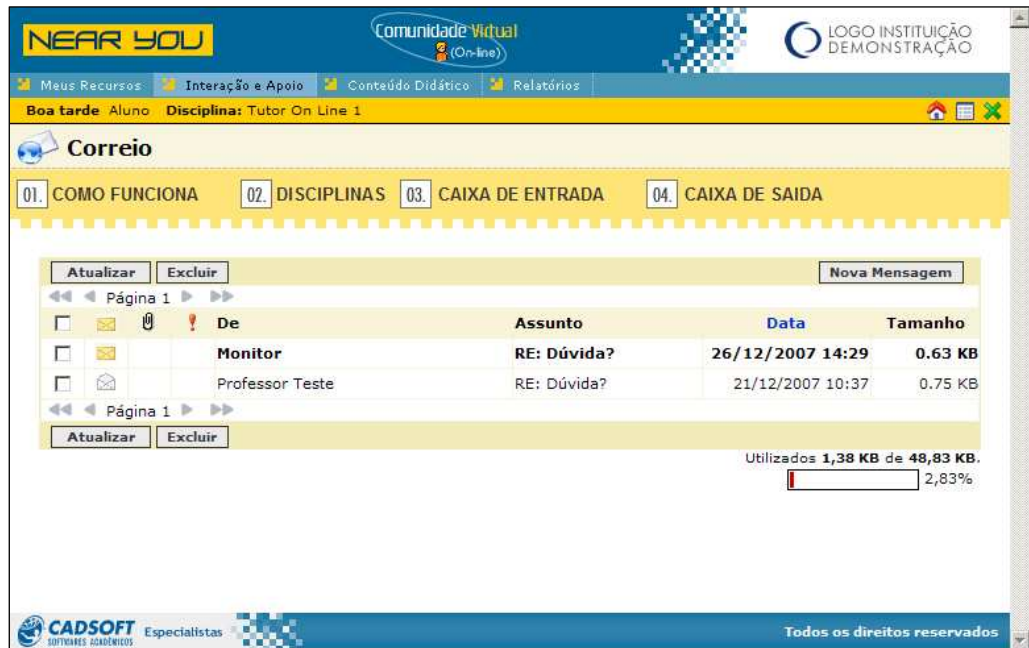 NEAR YOU
Comunidade Virtual
(On-line)
LOGO INSTITUIÇÃO
DEMONSTRAÇÃO
Meus Recursos Interação e Apoio Conteúdo Didático Relatórios
Boa tarde Aluno Disciplina: Tutor On Line 1
Correio
01. COMO FUNCIONA 02. DISCIPLINAS 03. CAIXA DE ENTRADA 04. CAIXA DE SAIDA
Atualizar Excluir Nova Mensagem
Página 1
De Assunto Data Tamanho
Monitor RE: Dúvida? 26/12/2007 14:29 0.63 KB
Professor Teste RE: Dúvida? 21/12/2007 10:37 0.75 KB
Página 1
Atualizar Excluir
Utilizados 1,38 KB de 48,83 KB.
2,83%
CADSOFT Especialistas Todos os direitos reservados
SOFTWARES ACADÊMICOS